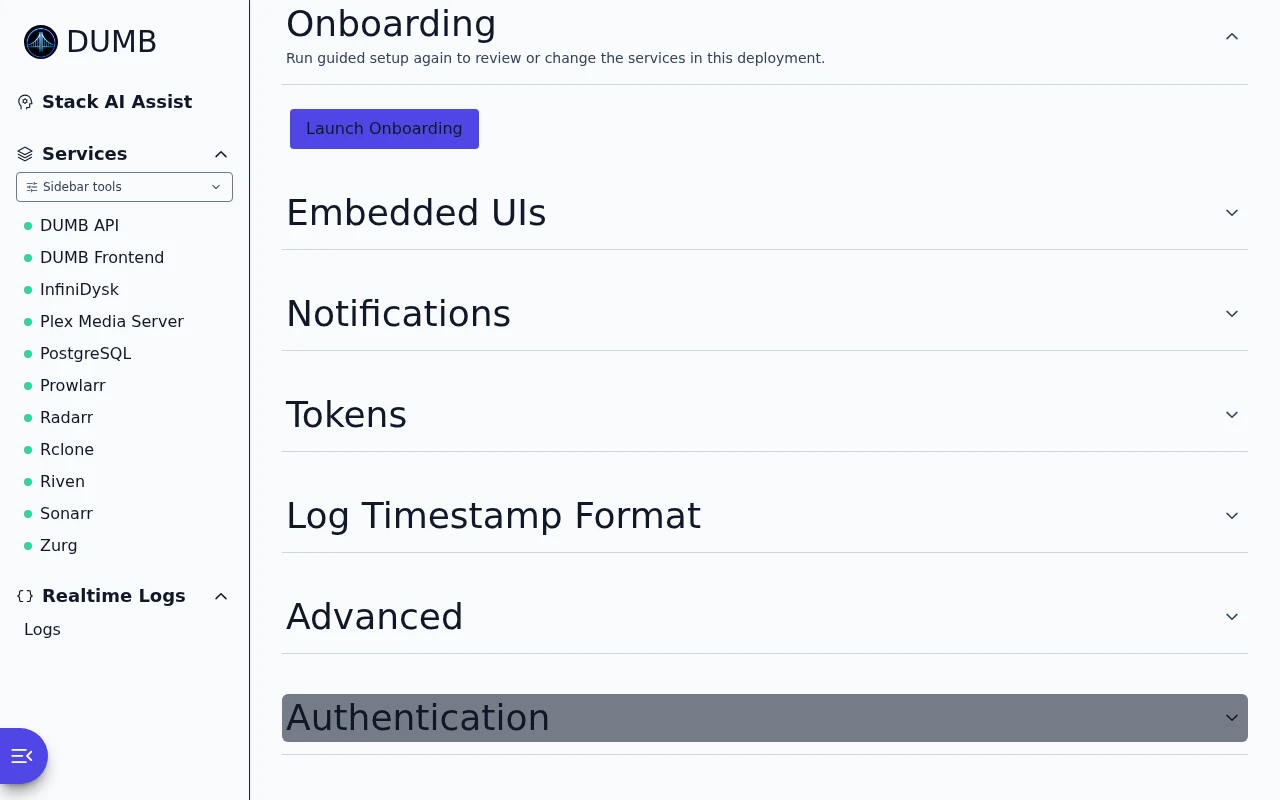 DUMB
Stack AI Assist
Services
Sidebar tools
DUMB API
DUMB Frontend
InfiniDysk
Plex Media Server
PostgreSQL
Prowlarr
Radarr
Rclone
Riven
Sonarr
Zurg
Realtime Logs
Logs
Onboarding
Run guided setup again to review or change the services in this deployment.
Launch Onboarding
Embedded UIs
Notifications
Tokens
Log Timestamp Format
Advanced
Authentication